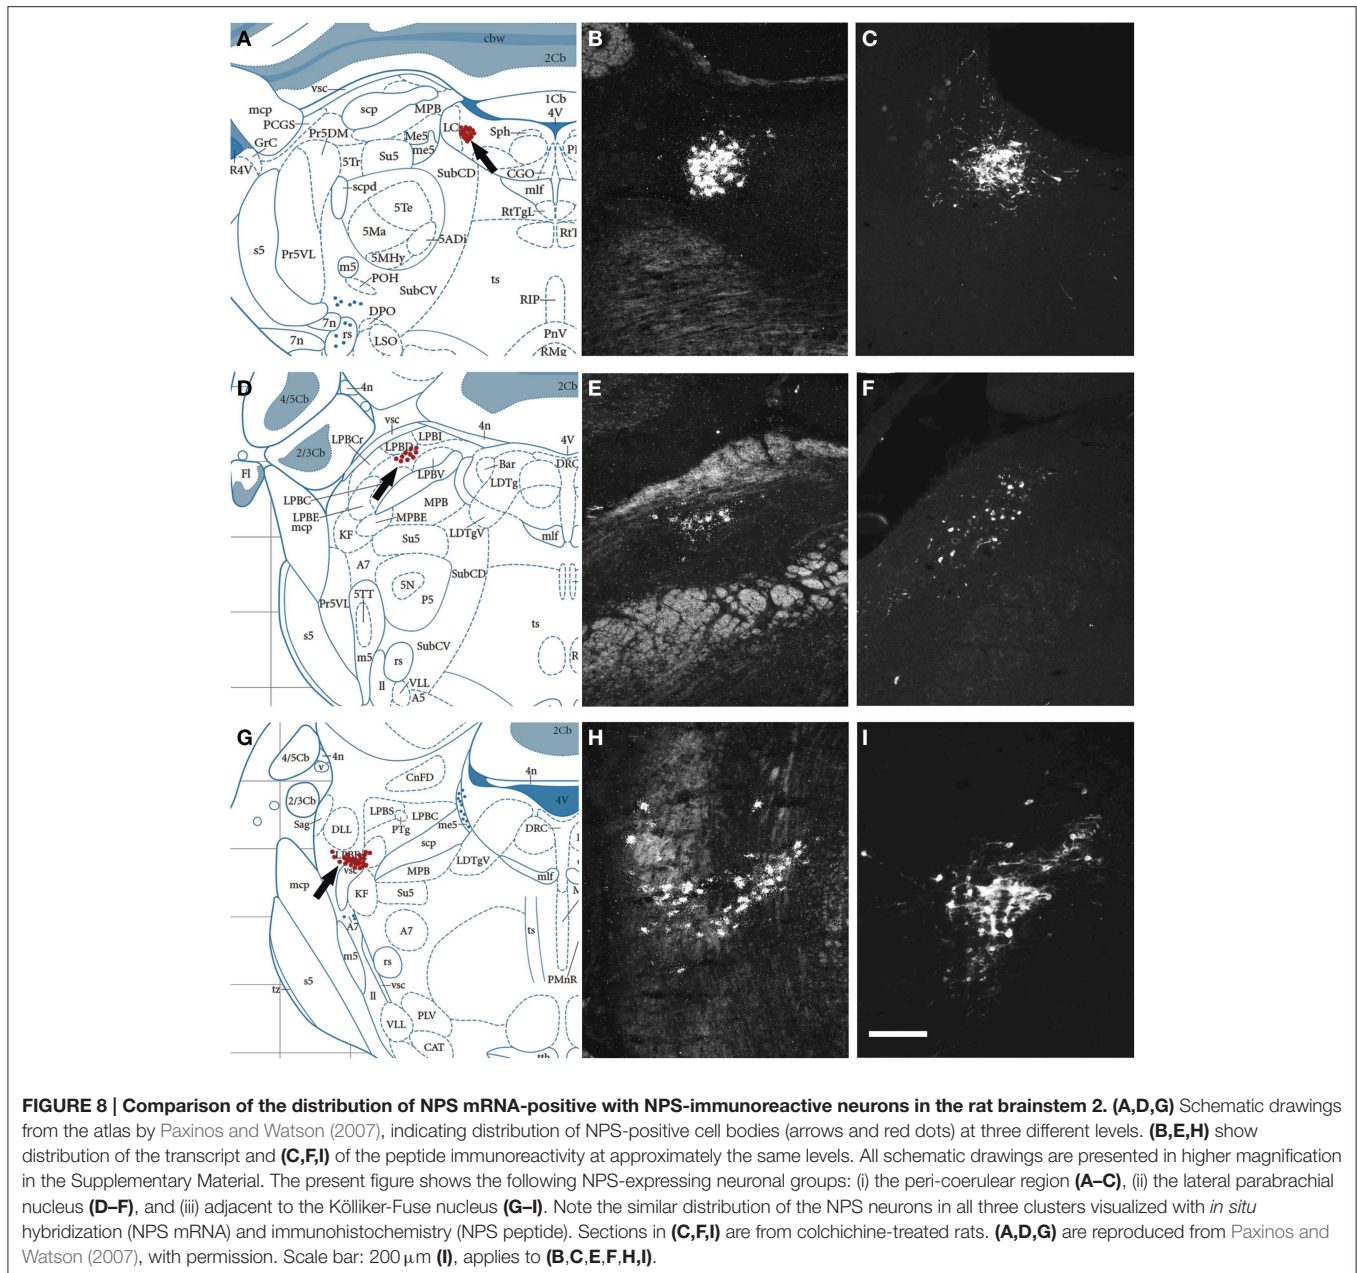 A
cbw
2Cb
vsc
mcp
scp
MPB
1Cb
4V
PCGS
Pr5DM
LC
Sph
GrC
Me5
me5
R4V
5Tr
Su5
SubCD
CGO
scpd
mlf
5Te
RtTgL
5Ma
5ADi
s5
Pr5VL
5MHy
m5
POH
SubCV
ts
RIP
DPO
7n
rs
7n
LSO
PnV
RMg
B
C
D
4n
2Cb
4/5Cb
vsc
LPBCr
LPBD
LPBI
4n
4V
2/3Cb
Fl
LPBV
Bar
DRC
LDTg
LPBC
MPB
LPBE
mcp
MPBE
LDTgV
KF
Su5
mlf
A7
SubCD
5N
5TT
Pr5VL
P5
s5
ts
SubCV
m5
rs
ll
VLL
A5
E
F
G
2Cb
4/5Cb
4n
v
CnFD
4n
2/3Cb
4V
LPBS
LPBC
Sag
PTg
me5
DRC
DLL
scp
LDTgV
vsc
MPB
mlf
mcp
KF
Su5
A7
A7
ts
m5
s5
rs
PMnR
tz
ll
vsc
VLL
PLV
CAT
H
I
FIGURE 8 | Comparison of the distribution of NPS mRNA-positive with NPS-immunoreactive neurons in the rat brainstem 2. (A,D,G) Schematic drawings
from the atlas by Paxinos and Watson (2007), indicating distribution of NPS-positive cell bodies (arrows and red dots) at three different levels. (B,E,H) show
distribution of the transcript and (C,F,I) of the peptide immunoreactivity at approximately the same levels. All schematic drawings are presented in higher magnification
in the Supplementary Material. The present figure shows the following NPS-expressing neuronal groups: (i) the peri-coerulear region (A–C), (ii) the lateral parabrachial
nucleus (D–F), and (iii) adjacent to the Kölliker-Fuse nucleus (G–I). Note the similar distribution of the NPS neurons in all three clusters visualized with in situ
hybridization (NPS mRNA) and immunohistochemistry (NPS peptide). Sections in (C,F,I) are from colchichine-treated rats. (A,D,G) are reproduced from Paxinos and
Watson (2007), with permission. Scale bar: 200 μm (I), applies to (B,C,E,F,H,I).